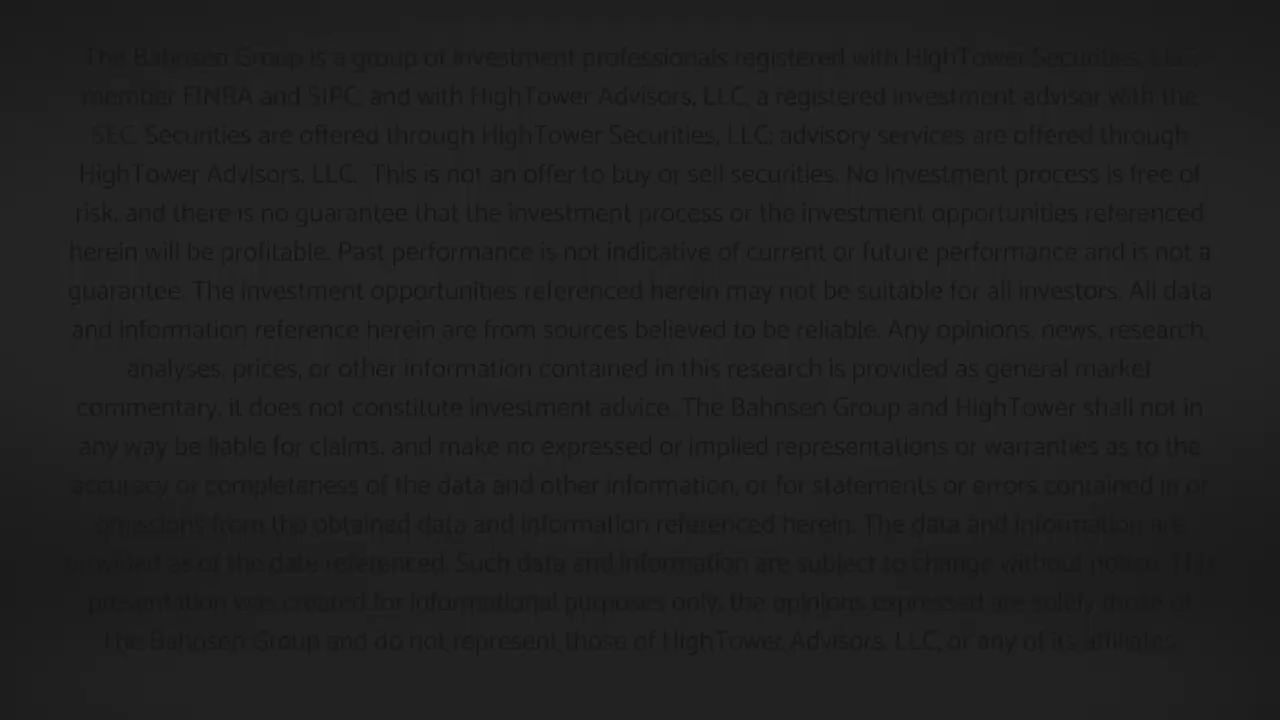 The Bahnsen Group is a group of investment professionals registered with HighTower Securities, LLC,
member FINRA and SIPC, and with HighTower Advisors, LLC, a registered investment advisor with the
SEC. Securities are offered through HighTower Securities, LLC; advisory services are offered through
HighTower Advisors, LLC. This is not an offer to buy or sell securities. No investment process is free of
risk, and there is no guarantee that the investment process or the investment opportunities referenced
herein will be profitable. Past performance is not indicative of current or future performance and is not a
guarantee. The investment opportunities referenced herein may not be suitable for all investors. All data
and information reference herein are from sources believed to be reliable. Any opinions, news, research,
analyses, prices, or other information contained in this research is provided as general market
commentary, it does not constitute investment advice. The Bahnsen Group and HighTower shall not in
any way be liable for claims, and make no expressed or implied representations or warranties as to the
accuracy or completeness of the data and other information, or for statements or errors contained in or
omissions from the obtained data and information referenced herein. The data and information are
provided as of the date referenced. Such data and information are subject to change without notice. This
presentation was created for informational purposes only; the opinions expressed are solely those of
The Bahnsen Group and do not represent those of HighTower Advisors, LLC, or any of its affiliates.